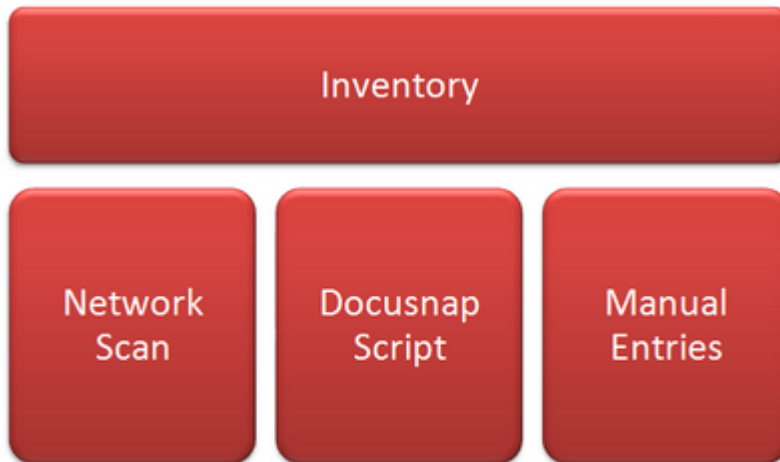 Inventory
Network
Scan
Docusnap
Script
Manual
Entries